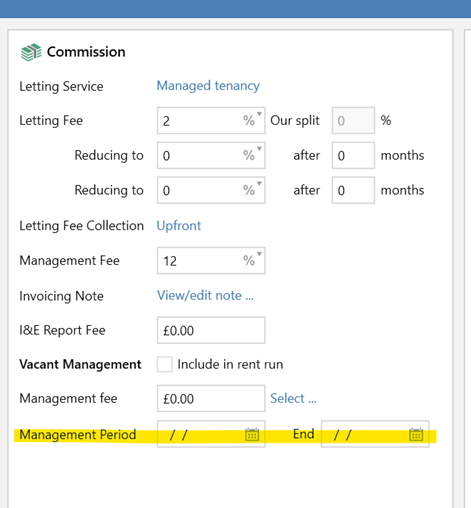 Commission
Letting Service Managed tenancy
Letting Fee 2 % Our split 0 %
Reducing to 0 % after 0 months
Reducing to 0 % after 0 months
Letting Fee Collection Upfront
Management Fee 12 %
Invoicing Note View/edit note ...
I&E Report Fee £0.00
Vacant Management Include in rent run
Management fee £0.00 Select ...
Management Period / / End / /